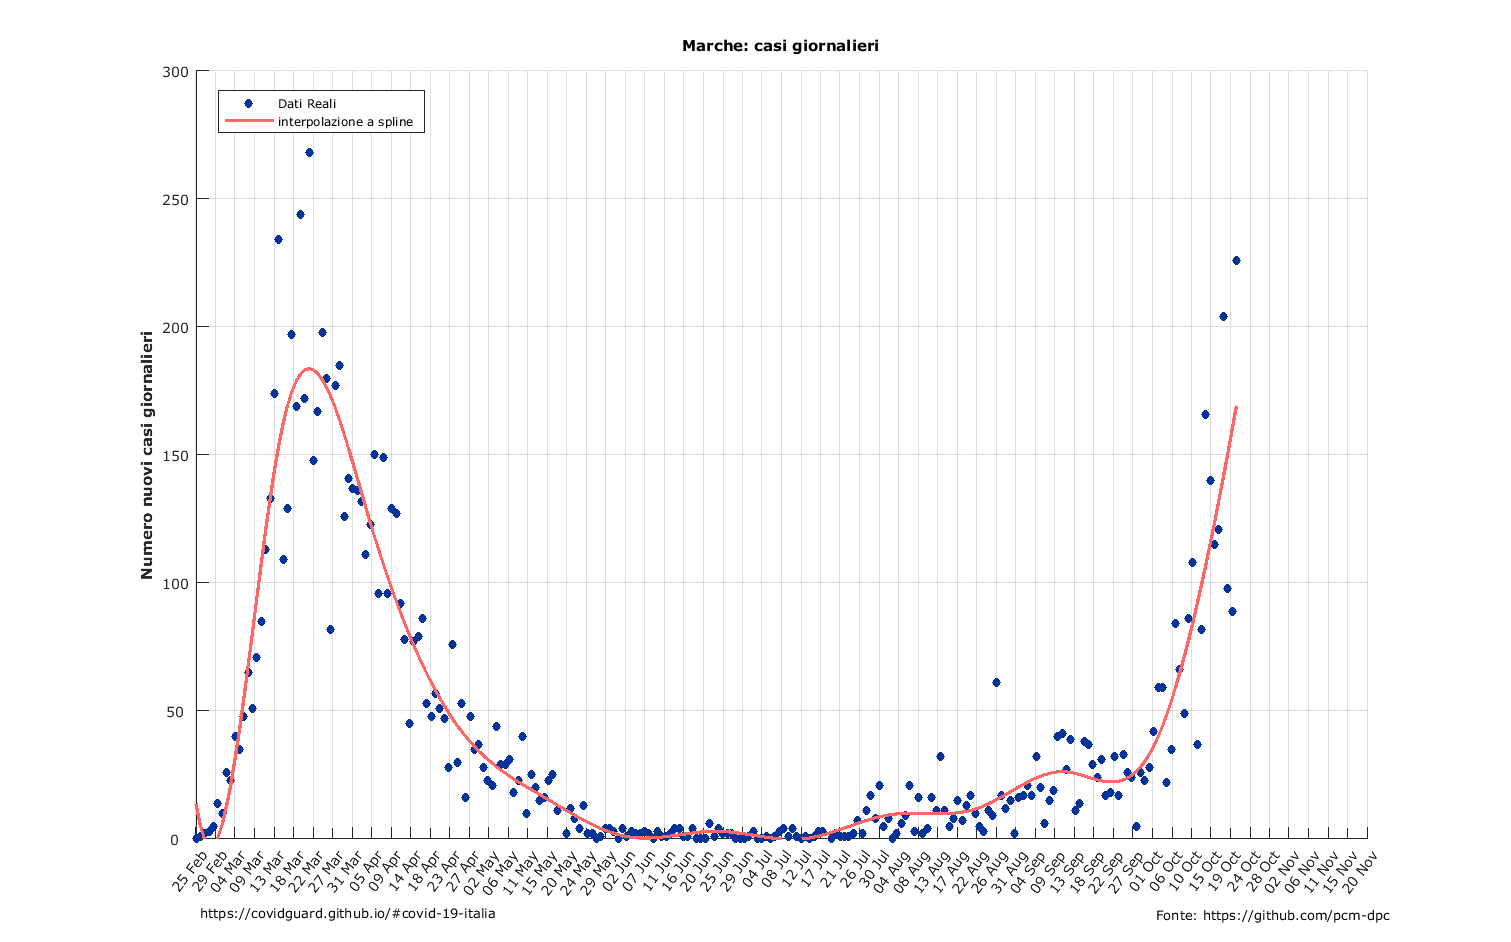 Marche: casi giornalieri
Dati Reali
interpolazione a spline
Numero nuovi casi giornalieri
300
250
200
150
100
50
0
25 Feb
29 Feb
04 Mar
09 Mar
13 Mar
18 Mar
22 Mar
27 Mar
31 Mar
05 Apr
09 Apr
14 Apr
18 Apr
23 Apr
27 Apr
02 May
06 May
11 May
15 May
20 May
24 May
29 May
02 Jun
07 Jun
11 Jun
16 Jun
20 Jun
25 Jun
29 Jun
04 Jul
08 Jul
12 Jul
17 Jul
21 Jul
26 Jul
30 Jul
04 Aug
08 Aug
13 Aug
17 Aug
22 Aug
26 Aug
31 Aug
04 Sep
09 Sep
13 Sep
18 Sep
22 Sep
27 Sep
01 Oct
06 Oct
10 Oct
15 Oct
19 Oct
24 Oct
28 Oct
02 Nov
06 Nov
11 Nov
15 Nov
20 Nov
https://covidguard.github.io/#covid-19-italia
Fonte: https://github.com/pcm-dpc